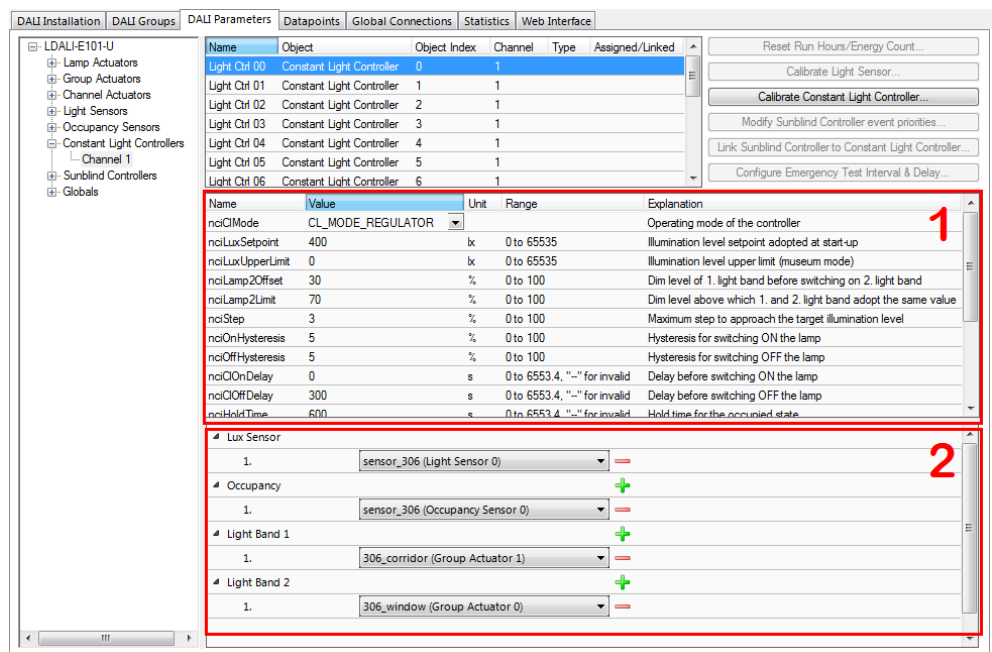 DALI Installation DALI Groups DALI Parameters Datapoints Global Connections Statistics Web Interface
LDALI-E101-U
Lamp Actuators
Group Actuators
Channel Actuators
Light Sensors
Occupancy Sensors
Constant Light Controllers
Channel 1
Sunblind Controllers
Globals
Name Object Object Index Channel Type Assigned/Linked
Light Ctrl 00 Constant Light Controller 0 1
Light Ctrl 01 Constant Light Controller 1 1
Light Ctrl 02 Constant Light Controller 2 1
Light Ctrl 03 Constant Light Controller 3 1
Light Ctrl 04 Constant Light Controller 4 1
Light Ctrl 05 Constant Light Controller 5 1
Light Ctrl 06 Constant Light Controller 6 1
Reset Run Hours/Energy Count...
Calibrate Light Sensor...
Calibrate Constant Light Controller...
Modify Sunblind Controller event priorities...
Link Sunblind Controller to Constant Light Controller...
Configure Emergency Test Interval & Delay...
Name Value Unit Range Explanation
nciClMode CL_MODE_REGULATOR Operating mode of the controller
1
nciLuxSetpoint 400 lx 0 to 65535 Illumination level setpoint adopted at start-up
nciLuxUpperLimit 0 lx 0 to 65535 Illumination level upper limit (museum mode)
nciLamp2Offset 30 % 0 to 100 Dim level of 1. light band before switching on 2. light band
nciLamp2Limit 70 % 0 to 100 Dim level above which 1. and 2. light band adopt the same value
nciStep 3 % 0 to 100 Maximum step to approach the target illumination level
nciOnHysteresis 5 % 0 to 100 Hysteresis for switching ON the lamp
nciOffHysteresis 5 % 0 to 100 Hysteresis for switching OFF the lamp
nciClOnDelay 0 s 0 to 6553.4, "--" for invalid Delay before switching ON the lamp
nciClOffDelay 300 s 0 to 6553.4, "--" for invalid Delay before switching OFF the lamp
nciHoldTime 600 s 0 to 6553.4, "--" for invalid Hold time for the occupied state
Lux Sensor
2
1. sensor_306 (Light Sensor 0)
Occupancy
1. sensor_306 (Occupancy Sensor 0)
Light Band 1
1. 306_corridor (Group Actuator 1)
Light Band 2
1. 306_window (Group Actuator 0)